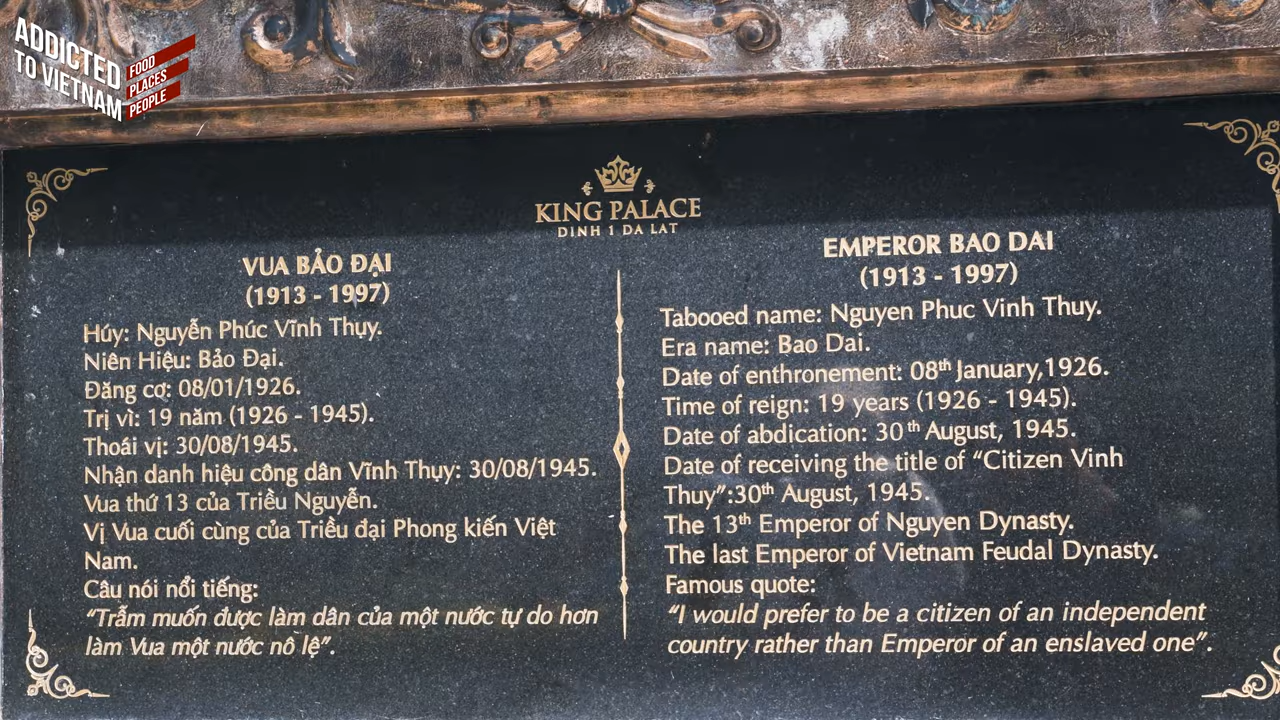 ADDICTED
TO VIETNAM
FOOD
PLACES
PEOPLE
KING PALACE
DINH 1 DA LAT
VUA BẢO ĐẠI
(1913 - 1997)
Húy: Nguyễn Phúc Vĩnh Thụy.
Niên Hiệu: Bảo Đại.
Đăng cơ: 08/01/1926.
Trị vì: 19 năm (1926 - 1945).
Thoái vị: 30/08/1945.
Nhận danh hiệu công dân Vĩnh Thụy: 30/08/1945.
Vua thứ 13 của Triều Nguyễn.
Vị Vua cuối cùng của Triều đại Phong kiến Việt
Nam.
Câu nói nổi tiếng:
“Trẫm muốn được làm dân của một nước tự do hơn
làm Vua một nước nô lệ”.
EMPEROR BAO DAI
(1913 - 1997)
Tabooed name: Nguyen Phuc Vinh Thuy.
Era name: Bao Dai.
Date of enthronement: 08th January,1926.
Time of reign: 19 years (1926 - 1945).
Date of abdication: 30th August, 1945.
Date of receiving the title of “Citizen Vinh
Thuy”:30th August, 1945.
The 13th Emperor of Nguyen Dynasty.
The last Emperor of Vietnam Feudal Dynasty.
Famous quote:
“I would prefer to be a citizen of an independent
country rather than Emperor of an enslaved one”.